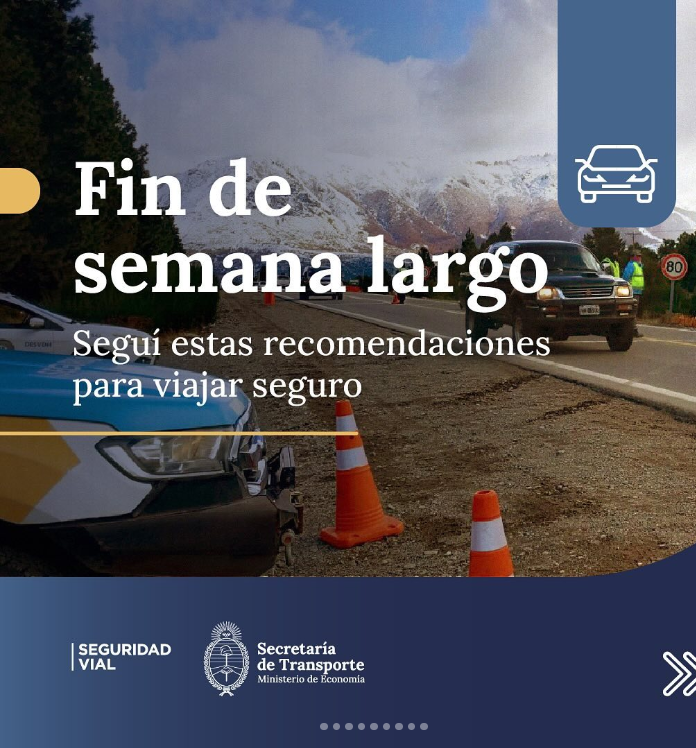 Fin de
semana largo
80
Seguí estas recomendaciones
para viajar seguro
SEGURIDAD
VIAL
Secretaría
de Transporte
Ministerio de Economía